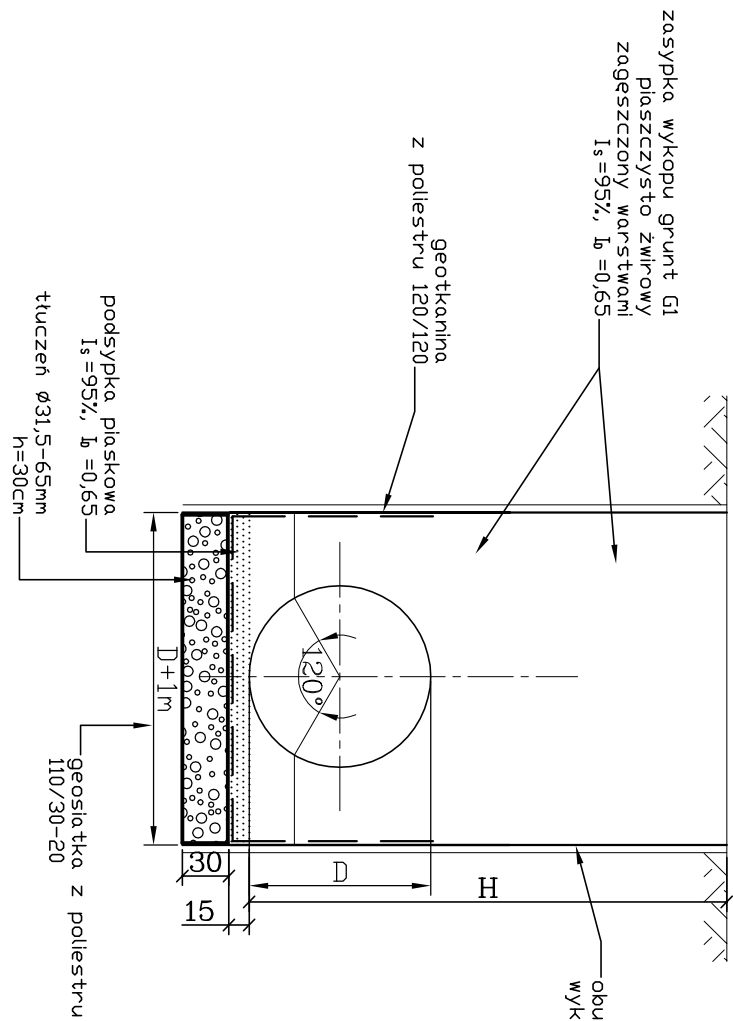 zasypka wykopu grunt G1
piaszczysto żwirowy
zagęszczony warstwami
Is=95%, ID=0,65
geotkanina
z poliestru 120/120
podsypka piaskowa
Is=95%, ID=0,65
tłuczeń ø31,5-65mm
h=30cm
120°
D+1m
geosiatka z poliestru
110/30-20
30
15
D
H
obu
wyk